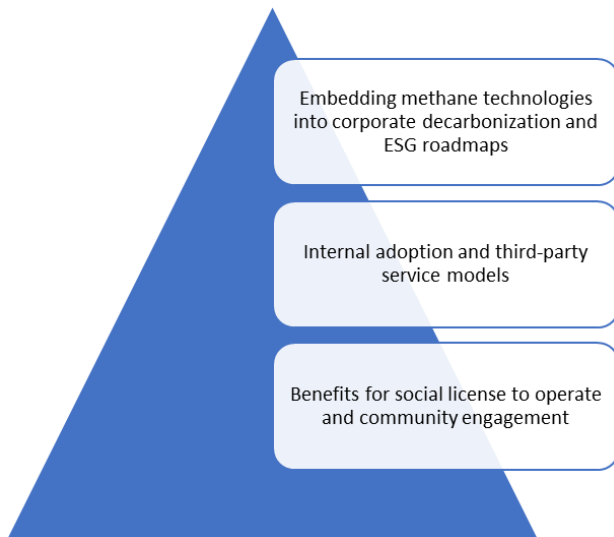 Embedding methane technologies
into corporate decarbonization and
ESG roadmaps
Internal adoption and third-party
service models
Benefits for social license to operate
and community engagement